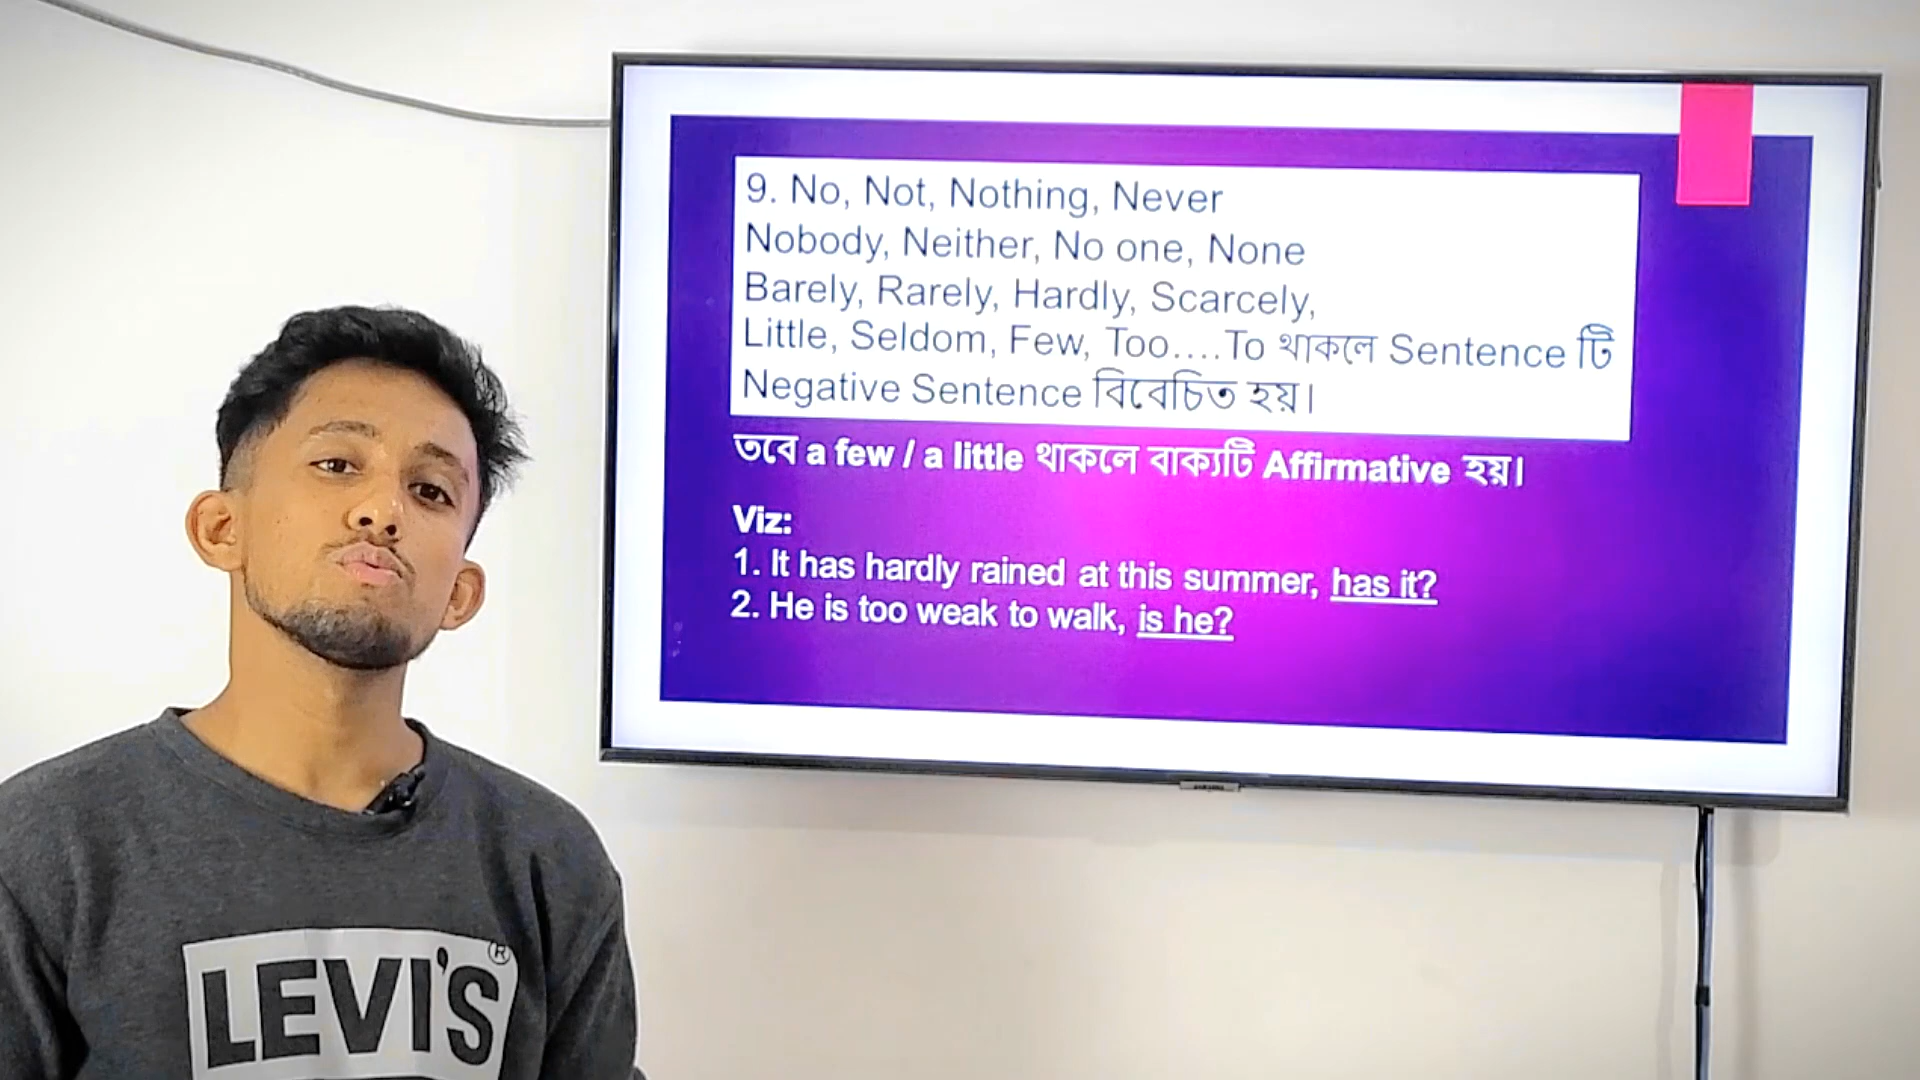 9. No, Not, Nothing, Never
Nobody, Neither, No one, None
Barely, Rarely, Hardly, Scarcely,
Little, Seldom, Few, Too....To থাকলে Sentence টি
Negative Sentence বিবেচিত হয়।
তবে a few / a little থাকলে বাক্যটি Affirmative হয়।
Viz:
1. It has hardly rained at this summer, has it?
2. He is too weak to walk, is he?
LEVI'S®